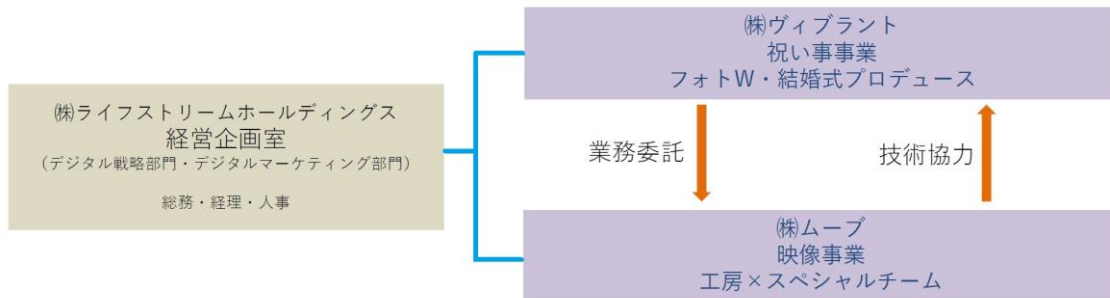 ㈱ライフストリームホールディングス
経営企画室
（デジタル戦略部門・デジタルマーケティング部門）
総務・経理・人事
㈱ヴィブラント
祝い事事業
フォトW・結婚式プロデュース
業務委託
技術協力
㈱ムーブ
映像事業
工房×スペシャルチーム